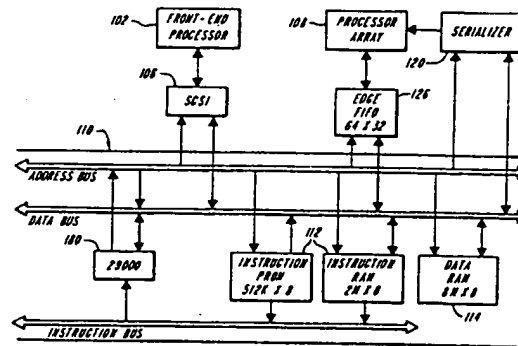 102
FRONT-END
PROCESSOR
108
PROCESSOR
ARRAY
SERIALIZER
120
106
SCSI
EDGE
FIFO
64 X 32
126
110
ADDRESS BUS
DATA BUS
180
29000
INSTRUCTION
PROM
512K X 8
112
INSTRUCTION
RAM
2M X 8
DATA
RAM
8M X 8
114
INSTRUCTION BUS